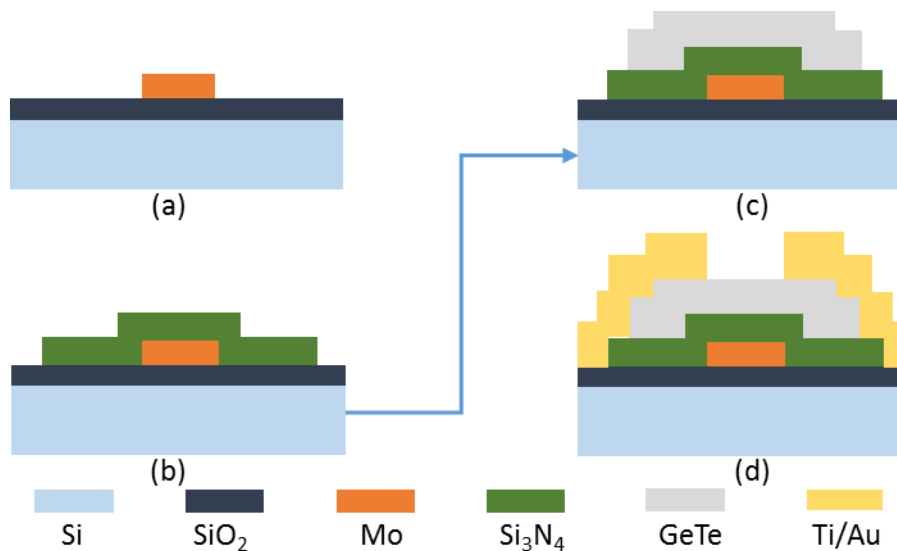 (a)
(c)
(b)
(d)
Si
SiO₂
Mo
Si₃N₄
GeTe
Ti/Au